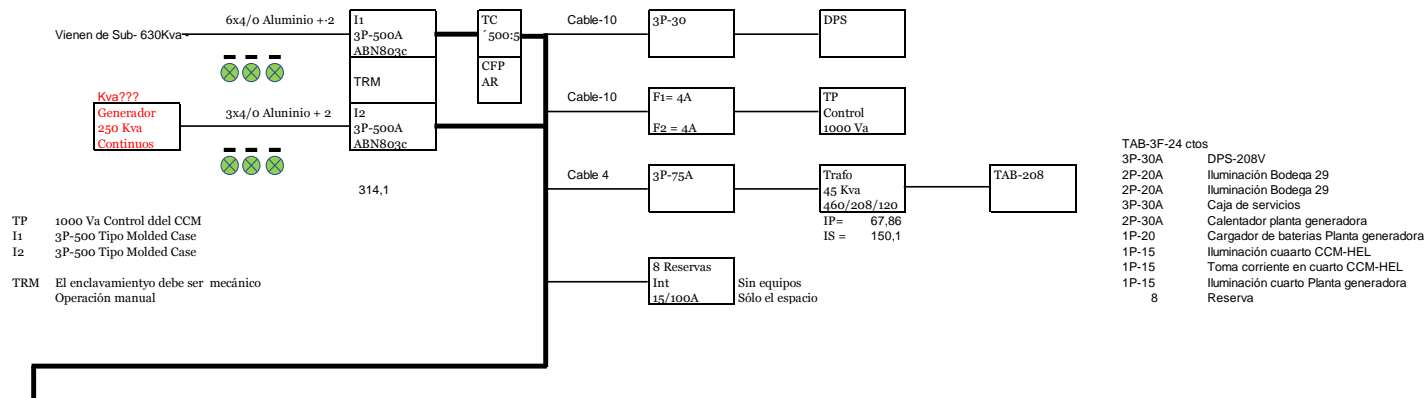 Vienen de Sub- 630Kva -
6x4/0 Aluminio +·2
I1
3P-500A
ABN803c
TRM
I2
3P-500A
ABN803c
TC
´500:5
CFP
AR
Kva???
Generador
250 Kva
Continuos
3x4/0 Aluninio + 2
314,1
Cable-10
3P-30
DPS
Cable-10
F1= 4A
F2 = 4A
TP
Control
1000 Va
Cable 4
3P-75A
Trafo
45 Kva
460/208/120
IP= 67,86
IS = 150,1
TAB-208
8 Reservas
Int
15/100A
Sin equipos
Sólo el espacio
TP 1000 Va Control ddel CCM
I1 3P-500 Tipo Molded Case
I2 3P-500 Tipo Molded Case
TRM El enclavamientyo debe ser mecánico
Operación manual
TAB-3F-24 ctos
3P-30A DPS-208V
2P-20A Iluminación Bodega 29
2P-20A Iluminación Bodega 29
3P-30A Caja de servicios
2P-30A Calentador planta generadora
1P-20 Cargador de baterias Planta generadora
1P-15 Iluminación cuaarto CCM-HEL
1P-15 Toma corriente en cuarto CCM-HEL
1P-15 Iluminación cuarto Planta generadora
8 Reserva